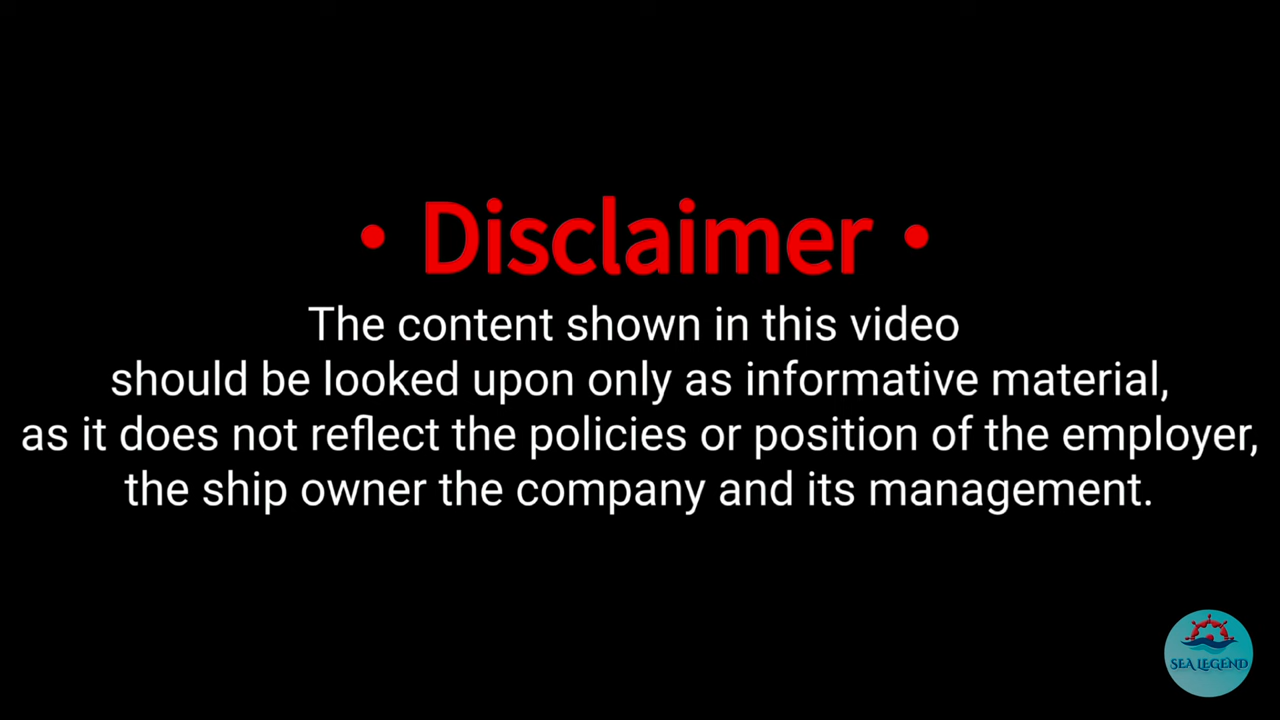 • Disclaimer •
The content shown in this video
should be looked upon only as informative material,
as it does not reflect the policies or position of the employer,
the ship owner the company and its management.
SEA LEGEND